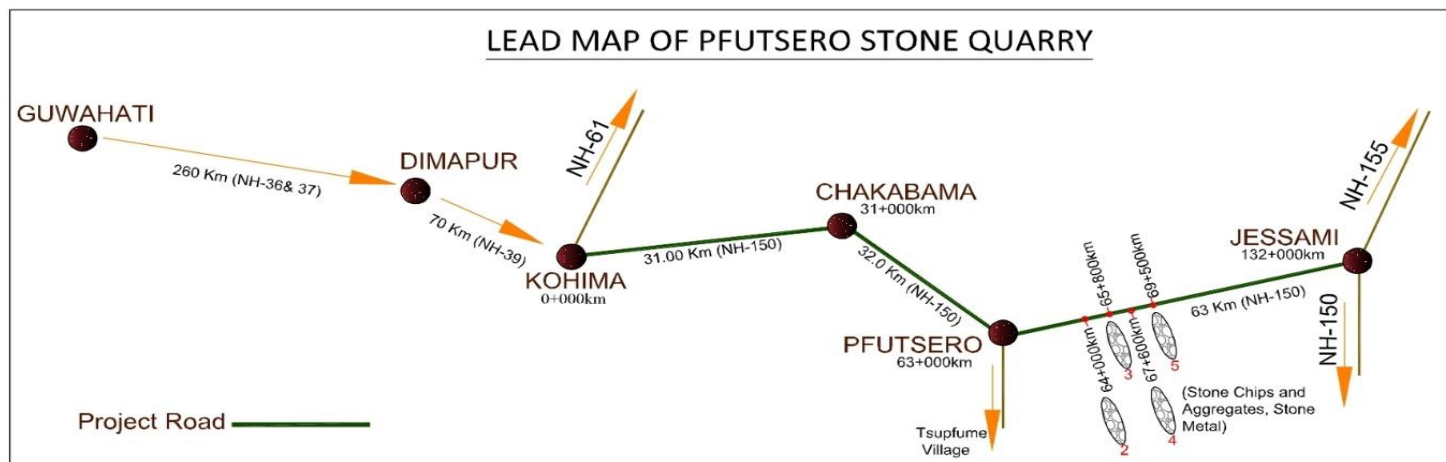 LEAD MAP OF PFUTSERO STONE QUARRY
GUWAHATI
260 Km (NH-36& 37)
DIMAPUR
70 Km (NH-39)
NH-61
KOHIMA
0+000km
31.00 Km (NH-150)
CHAKABAMA
31+000km
32.0 Km (NH-150)
PFUTSERO
63+000km
Tsupfume
Village
64+000km
65+800km
67+600km
69+500km
2
3
4
5
63 Km (NH-150)
(Stone Chips and
Aggregates, Stone
Metal)
JESSAMI
132+000km
NH-155
NH-150
Project Road